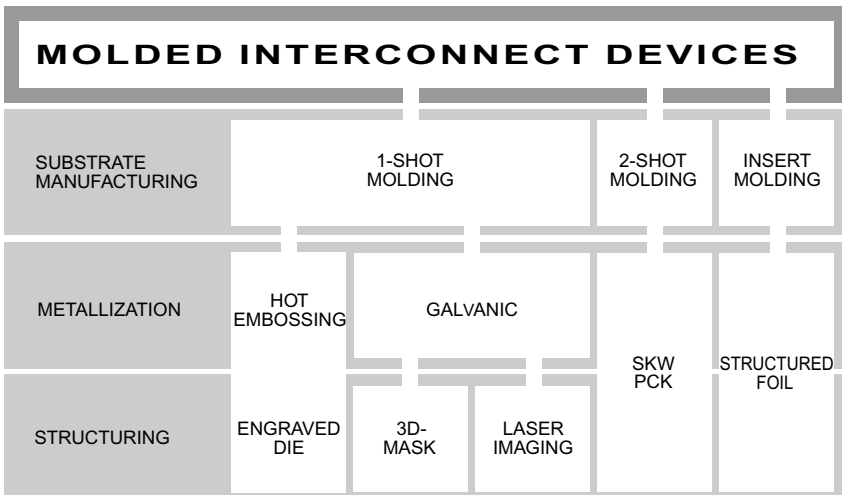 MOLDED INTERCONNECT DEVICES
SUBSTRATE
MANUFACTURING
1-SHOT
MOLDING
2-SHOT
MOLDING
INSERT
MOLDING
METALLIZATION
HOT
EMBOSSING
GALVANIC
SKW
PCK
STRUCTURED
FOIL
STRUCTURING
ENGRAVED
DIE
3D-
MASK
LASER
IMAGING